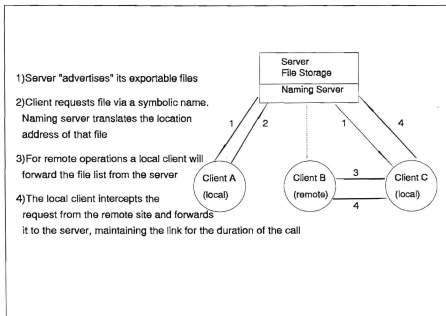 Server
File Storage
Naming Server
1)Server "advertises" its exportable files
2)Client requests file via a symbolic name.
Naming server translates the location
address of that file
3)For remote operations a local client will
forward the file list from the server
4)The local client intercepts the
request from the remote site and forwards
it to the server, maintaining the link for the duration of the call
1
2
1
4
Client A
(local)
Client B
(remote)
3
4
Client C
(local)